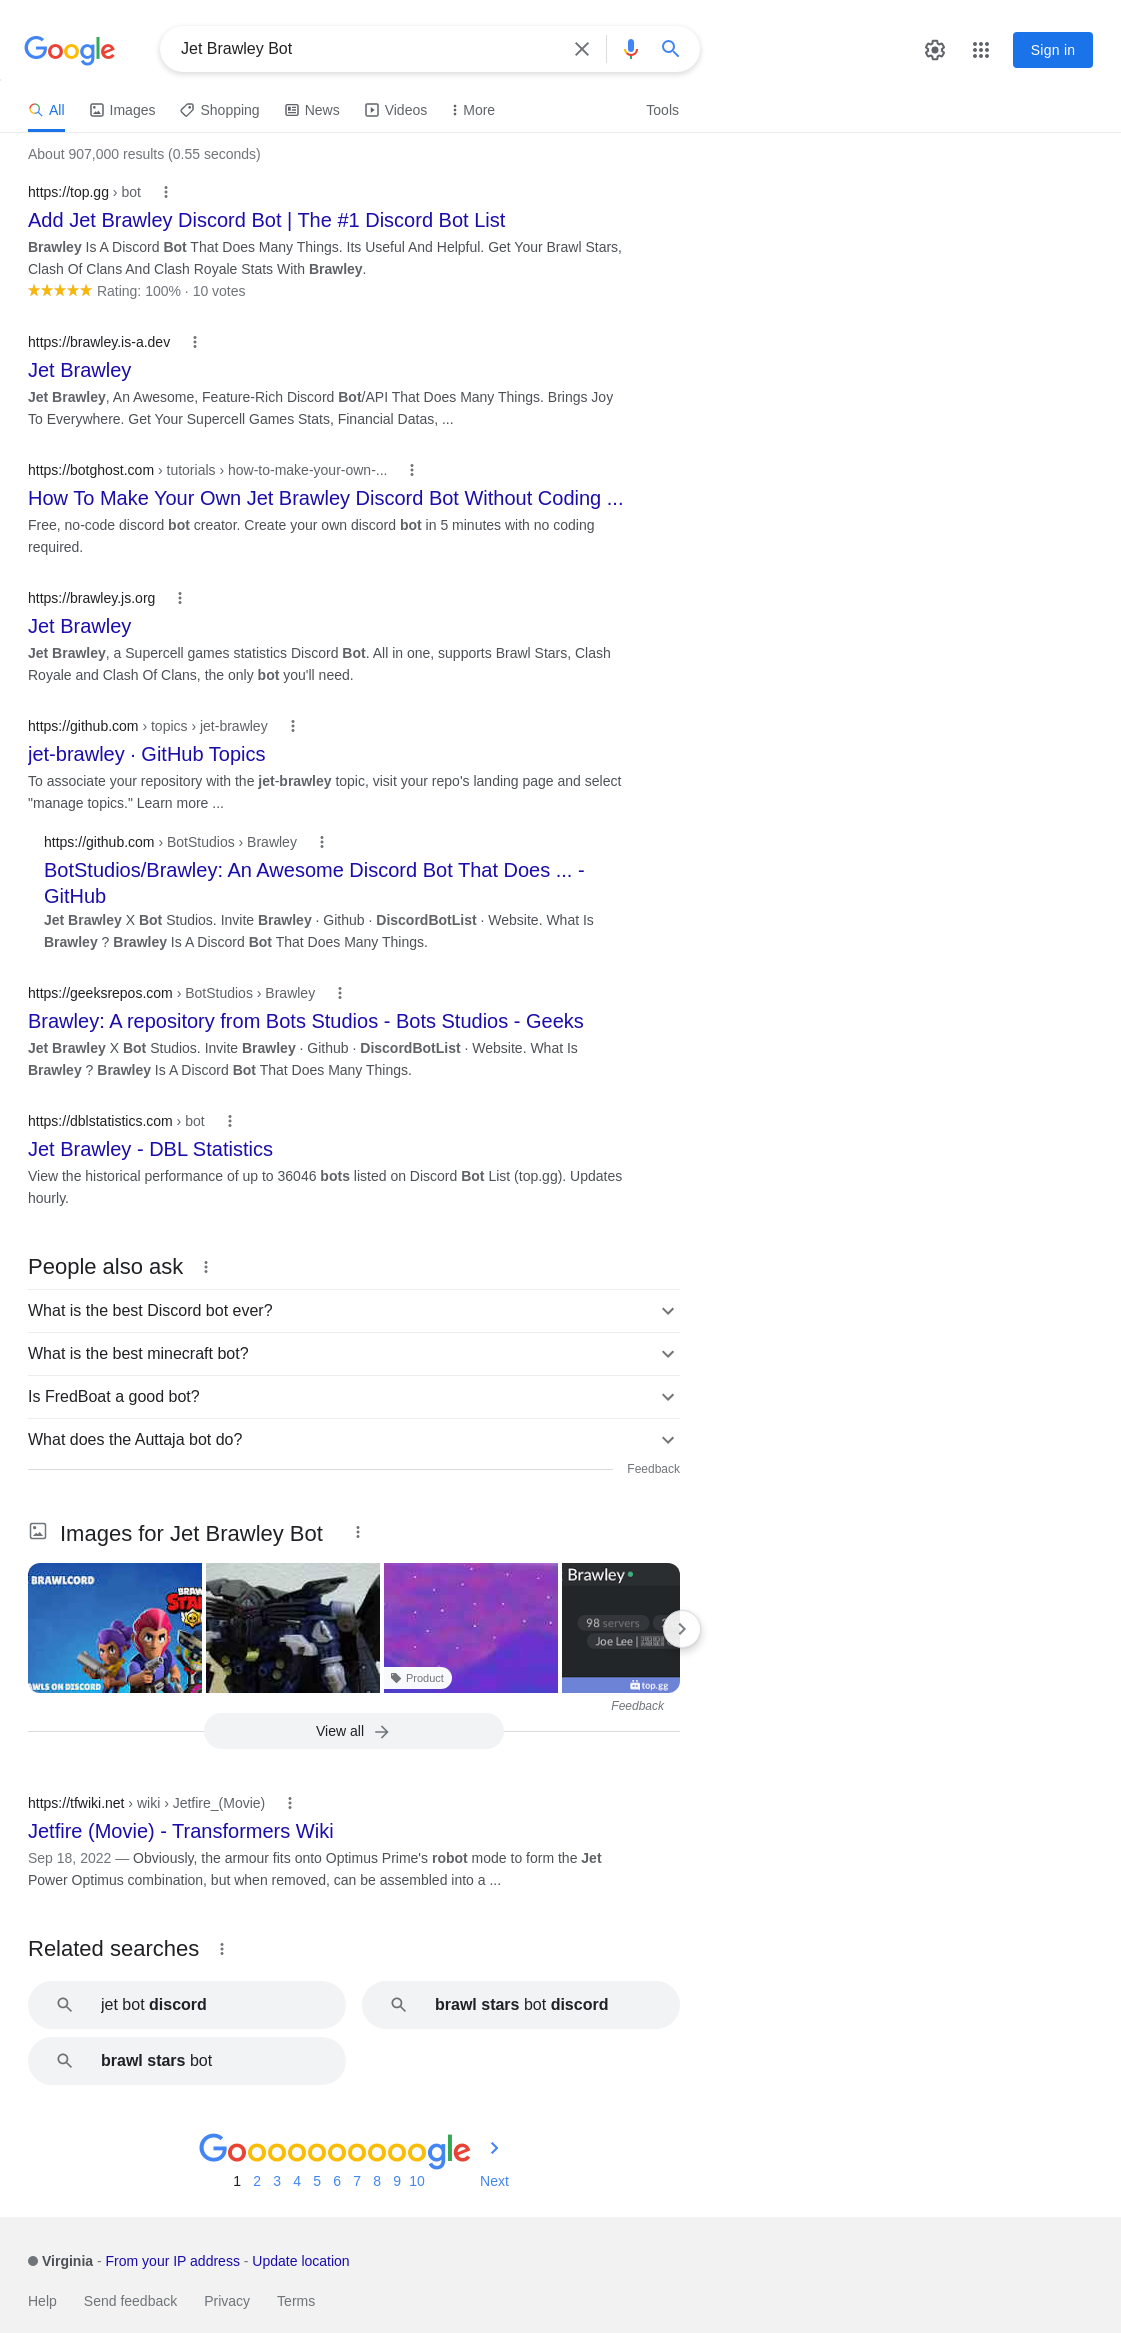 Google
Jet Brawley Bot
Sign in
All Images Shopping News Videos More Tools
About 907,000 results (0.55 seconds)
https://top.gg › bot
Add Jet Brawley Discord Bot | The #1 Discord Bot List
Brawley Is A Discord Bot That Does Many Things. Its Useful And Helpful. Get Your Brawl Stars,
Clash Of Clans And Clash Royale Stats With Brawley.
Rating: 100% · 10 votes
https://brawley.is-a.dev
Jet Brawley
Jet Brawley, An Awesome, Feature-Rich Discord Bot/API That Does Many Things. Brings Joy
To Everywhere. Get Your Supercell Games Stats, Financial Datas, ...
https://botghost.com › tutorials › how-to-make-your-own-...
How To Make Your Own Jet Brawley Discord Bot Without Coding ...
Free, no-code discord bot creator. Create your own discord bot in 5 minutes with no coding
required.
https://brawley.js.org
Jet Brawley
Jet Brawley, a Supercell games statistics Discord Bot. All in one, supports Brawl Stars, Clash
Royale and Clash Of Clans, the only bot you'll need.
https://github.com › topics › jet-brawley
jet-brawley · GitHub Topics
To associate your repository with the jet-brawley topic, visit your repo's landing page and select
"manage topics." Learn more ...
https://github.com › BotStudios › Brawley
BotStudios/Brawley: An Awesome Discord Bot That Does ... -
GitHub
Jet Brawley X Bot Studios. Invite Brawley · Github · DiscordBotList · Website. What Is
Brawley ? Brawley Is A Discord Bot That Does Many Things.
https://geeksrepos.com › BotStudios › Brawley
Brawley: A repository from Bots Studios - Bots Studios - Geeks
Jet Brawley X Bot Studios. Invite Brawley · Github · DiscordBotList · Website. What Is
Brawley ? Brawley Is A Discord Bot That Does Many Things.
https://dblstatistics.com › bot
Jet Brawley - DBL Statistics
View the historical performance of up to 36046 bots listed on Discord Bot List (top.gg). Updates
hourly.
People also ask
What is the best Discord bot ever?
What is the best minecraft bot?
Is FredBoat a good bot?
What does the Auttaja bot do?
Feedback
Images for Jet Brawley Bot
BRAWLCORD
BRAW
STA
AWLS ON DISCORD
Product
Brawley
98 servers
Joe Lee |
top.gg
Feedback
View all
https://tfwiki.net › wiki › Jetfire_(Movie)
Jetfire (Movie) - Transformers Wiki
Sep 18, 2022 — Obviously, the armour fits onto Optimus Prime's robot mode to form the Jet
Power Optimus combination, but when removed, can be assembled into a ...
Related searches
jet bot discord
brawl stars bot discord
brawl stars bot
Goooooooooogle
1 2 3 4 5 6 7 8 9 10 Next
Virginia - From your IP address - Update location
Help Send feedback Privacy Terms